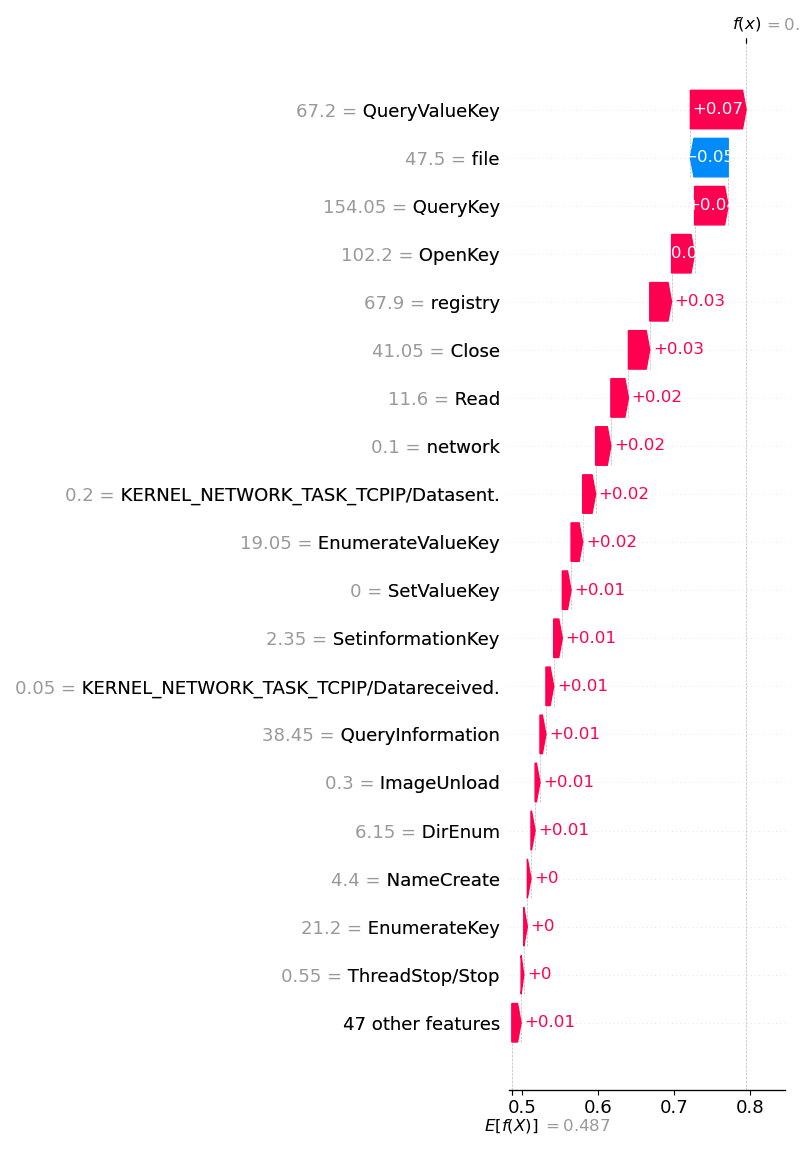 f(x) = 0.
67.2 = QueryValueKey +0.07
47.5 = file −0.05
154.05 = QueryKey
102.2 = OpenKey
67.9 = registry +0.03
41.05 = Close +0.03
11.6 = Read +0.02
0.1 = network +0.02
0.2 = KERNEL_NETWORK_TASK_TCPIP/Datasent. +0.02
19.05 = EnumerateValueKey +0.02
0 = SetValueKey +0.01
2.35 = SetinformationKey +0.01
0.05 = KERNEL_NETWORK_TASK_TCPIP/Datareceived. +0.01
38.45 = QueryInformation +0.01
0.3 = ImageUnload +0.01
6.15 = DirEnum +0.01
4.4 = NameCreate +0
21.2 = EnumerateKey +0
0.55 = ThreadStop/Stop +0
47 other features +0.01
0.5 0.6 0.7 0.8
E[f(X)] = 0.487